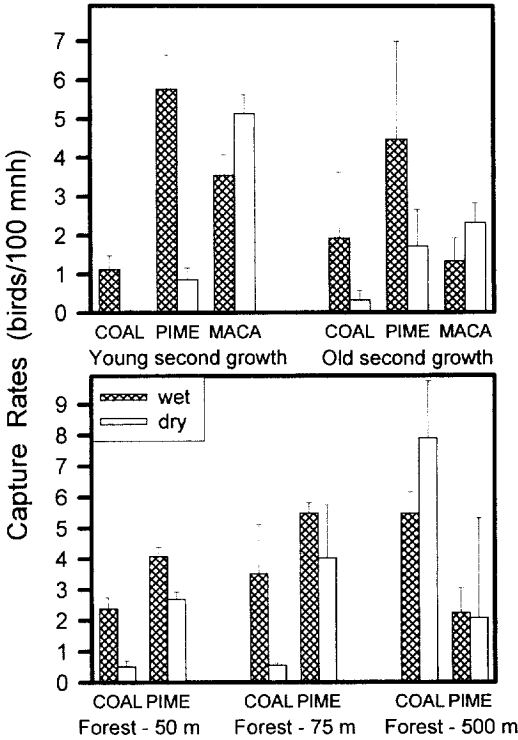 Capture Rates (birds/100 mnh)
7
6
5
4
3
2
1
0
COAL PIME MACA COAL PIME MACA
Young second growth Old second growth
wet
dry
9
8
7
6
5
4
3
2
1
0
COAL PIME COAL PIME COAL PIME
Forest - 50 m Forest - 75 m Forest - 500 m